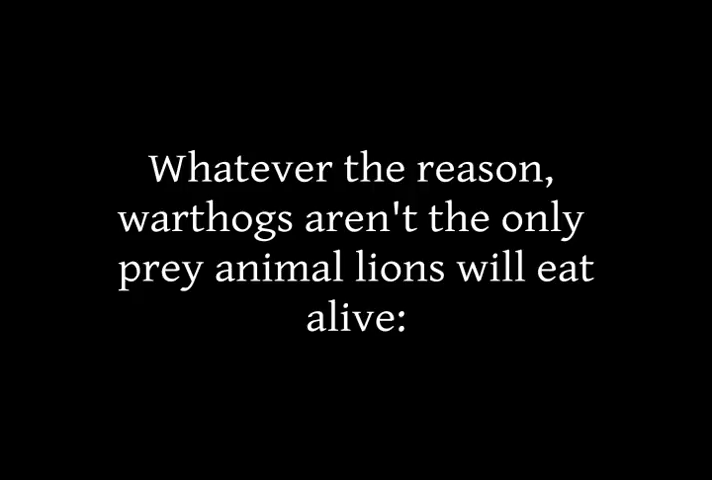 Whatever the reason,
warthogs aren't the only
prey animal lions will eat
alive: